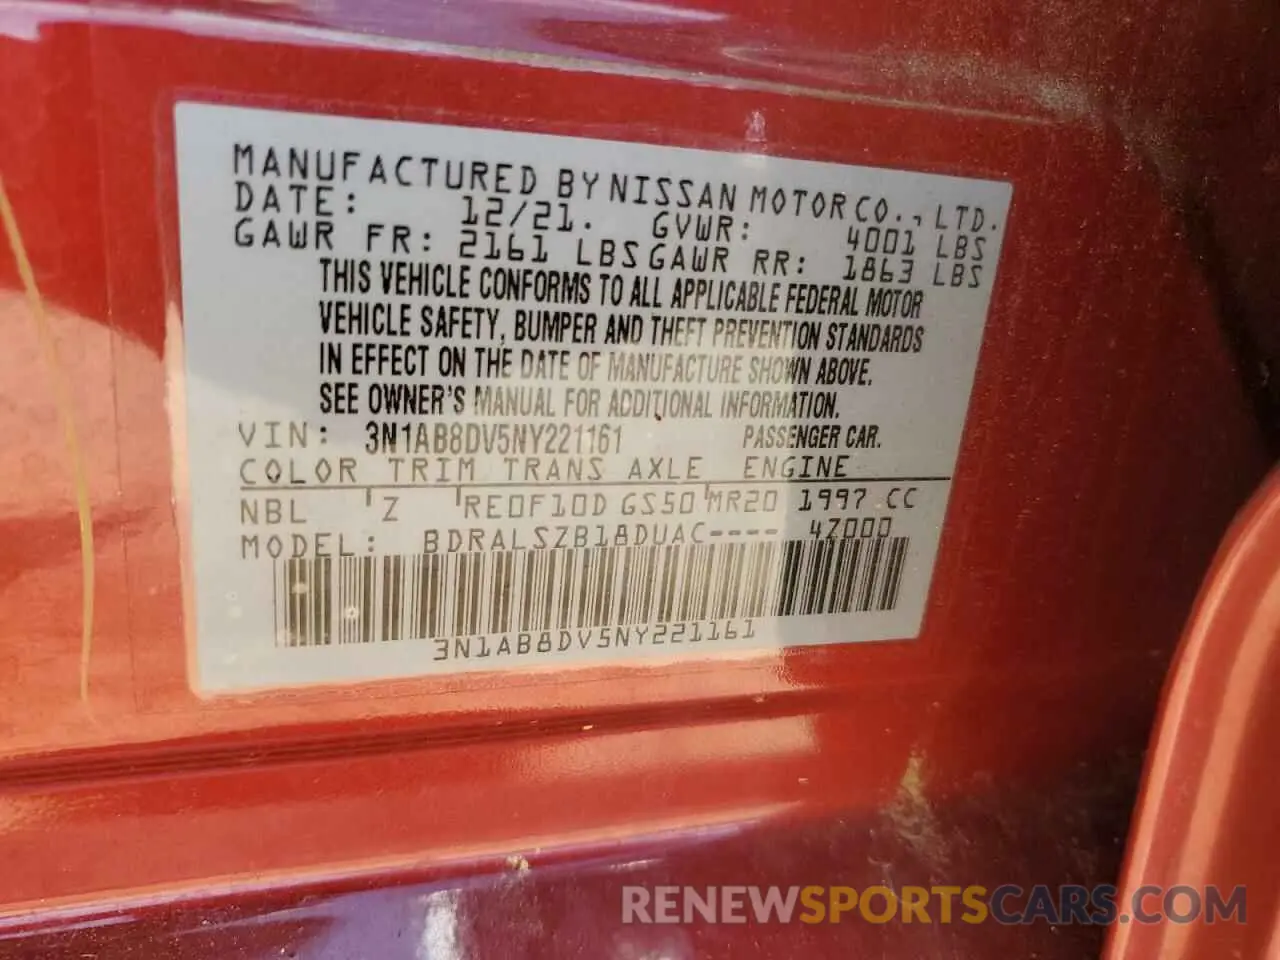 MANUFACTURED BY NISSAN MOTOR CO., LTD.
DATE: 12/21. GVWR: 4001 LBS
GAWR FR: 2161 LBS GAWR RR: 1863 LBS
THIS VEHICLE CONFORMS TO ALL APPLICABLE FEDERAL MOTOR
VEHICLE SAFETY, BUMPER AND THEFT PREVENTION STANDARDS
IN EFFECT ON THE DATE OF MANUFACTURE SHOWN ABOVE.
SEE OWNER'S MANUAL FOR ADDITIONAL INFORMATION.
VIN: 3N1AB8DV5NY221161 PASSENGER CAR.
COLOR TRIM TRANS AXLE ENGINE
NBL Z RE0F10D GS50 MR20 1997 CC
MODEL: BDRALSZB18DUAC---- 4Z000
3N1AB8DV5NY221161
RENEWSPORTSCARS.COM